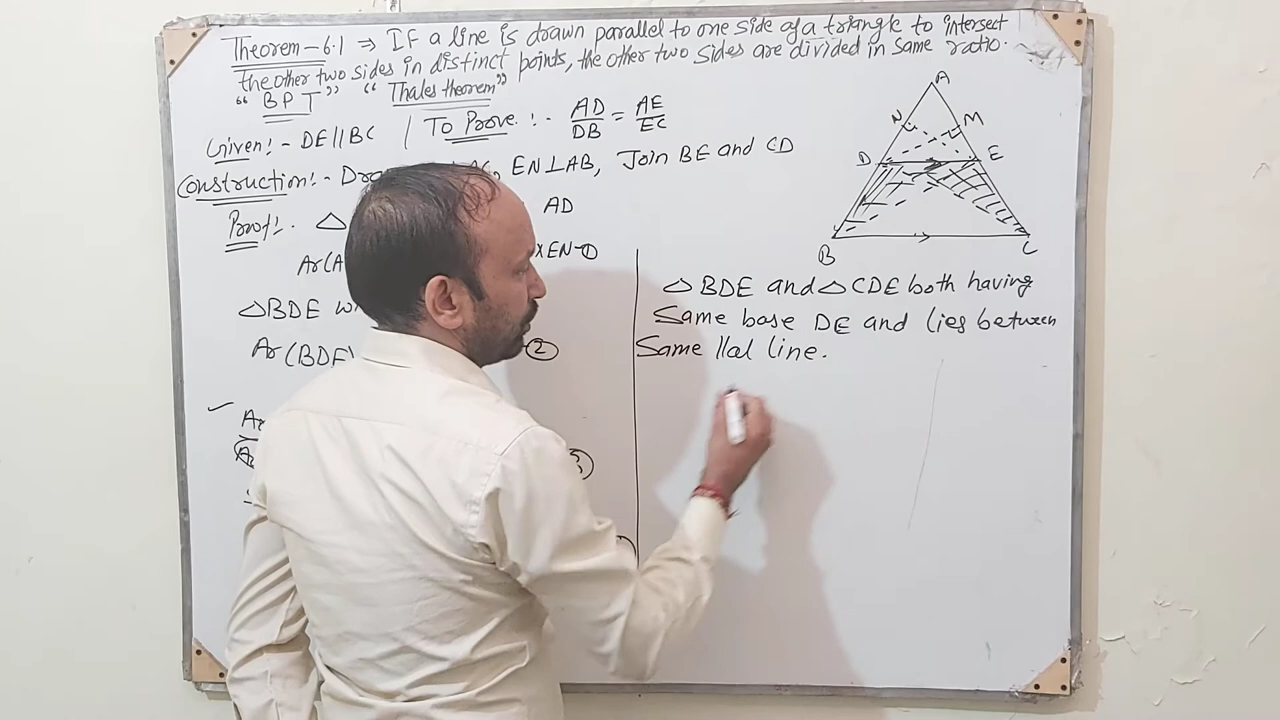 Theorem-6.1 ⇒ If a line is drawn parallel to one side of a triangle to intersect
the other two sides in distinct points, the other two sides are divided in same ratio.
"BPT" "Thales theorem"
Given:- DE||BC | To Prove:- AD/DB = AE/EC
Construction:- EN⊥AB, Join BE and CD
Proof:- △ AD
Ar(A ×EN-①
△BDE
Ar(BDE) ②
A
N M
D E
B C
△BDE and △CDE both having
Same base DE and lies between
Same ||al line.